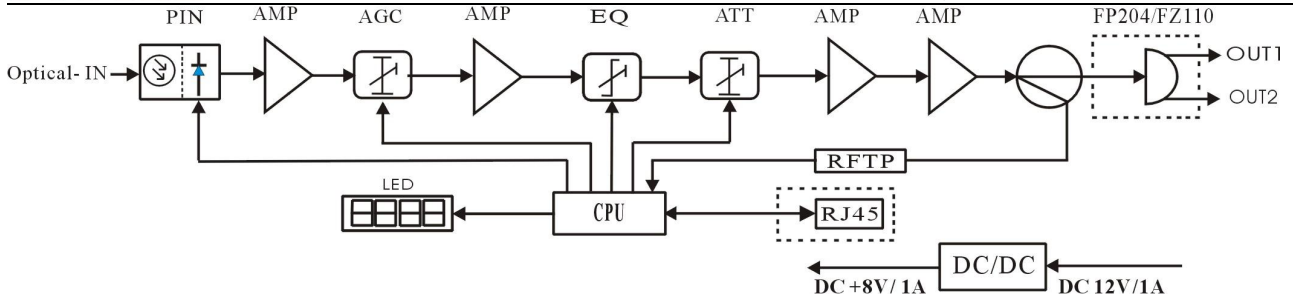 PIN AMP AGC AMP EQ ATT AMP AMP FP204/FZ110
Optical- IN
OUT1
OUT2
RFTP
LED
CPU
RJ45
DC/DC
DC +8V/ 1A
DC 12V/1A